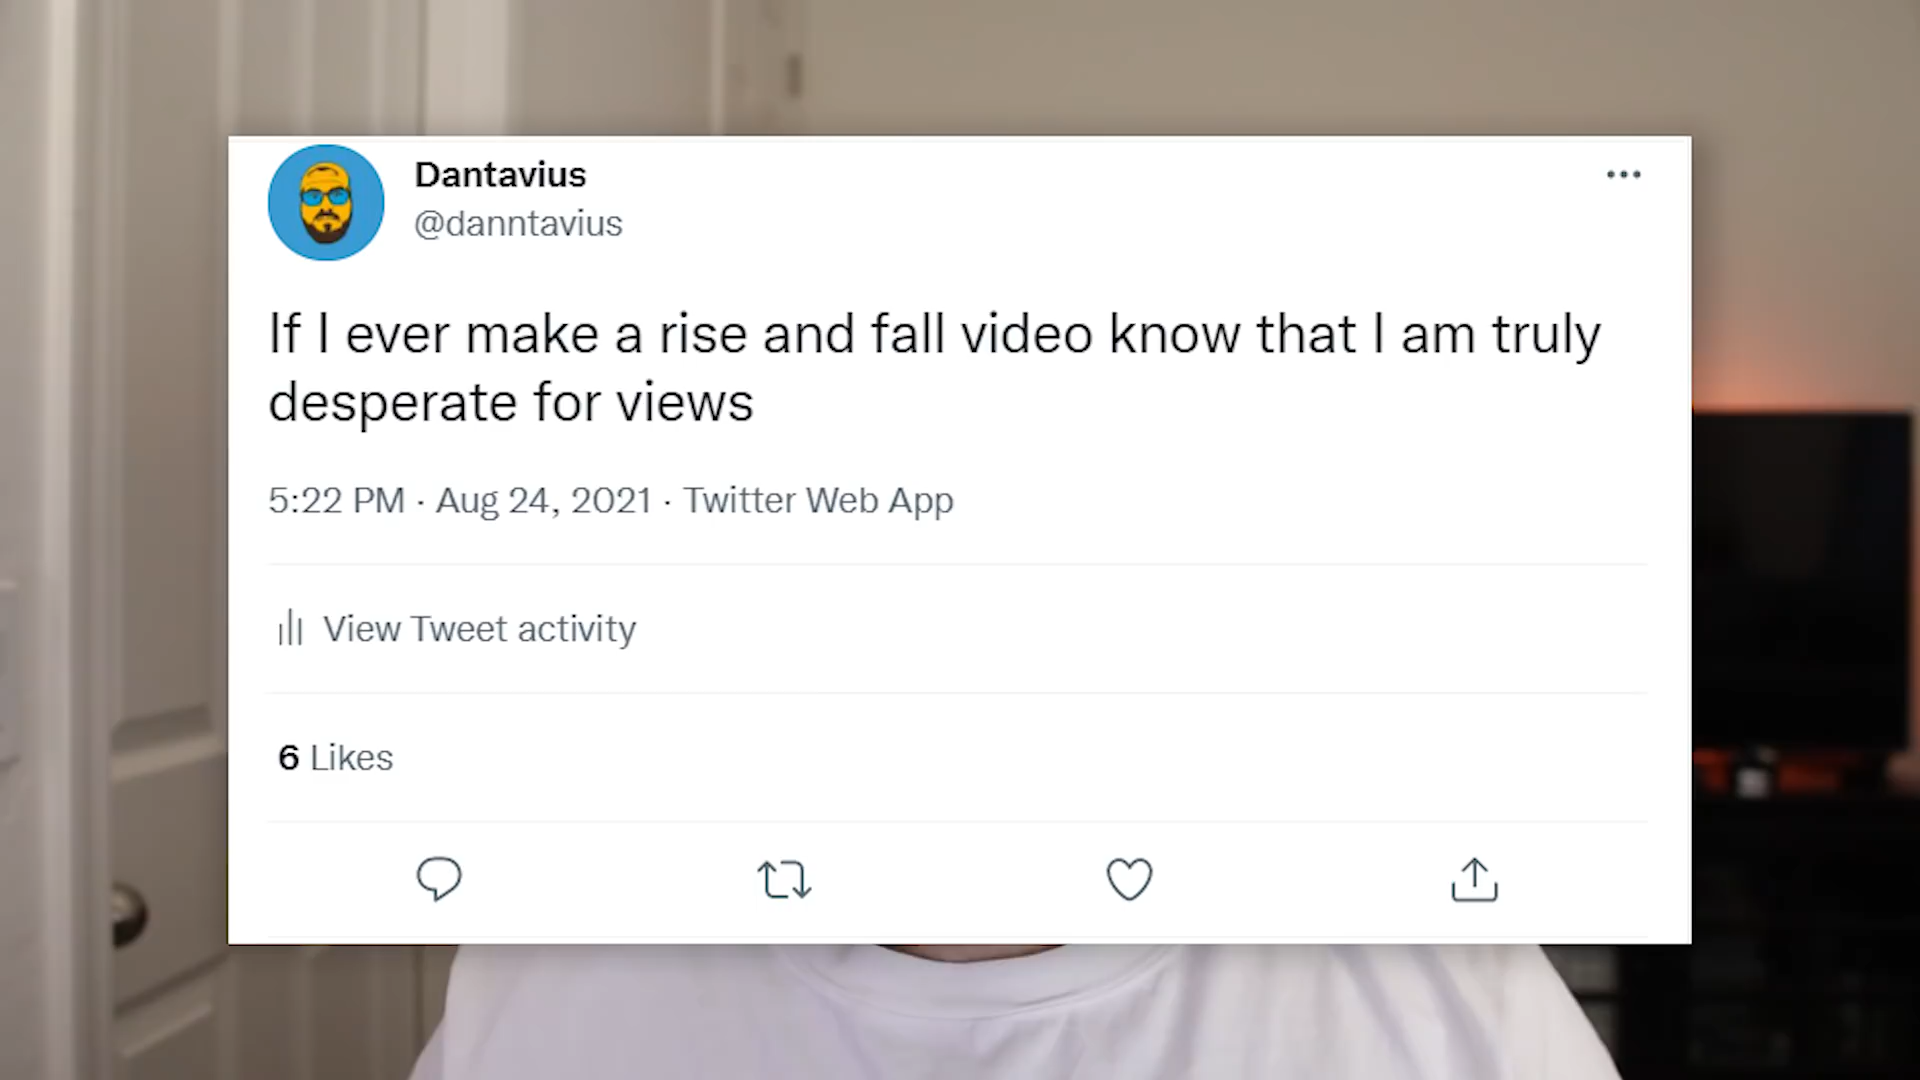 Dantavius
@danntavius
If I ever make a rise and fall video know that I am truly
desperate for views
5:22 PM · Aug 24, 2021 · Twitter Web App
View Tweet activity
6 Likes